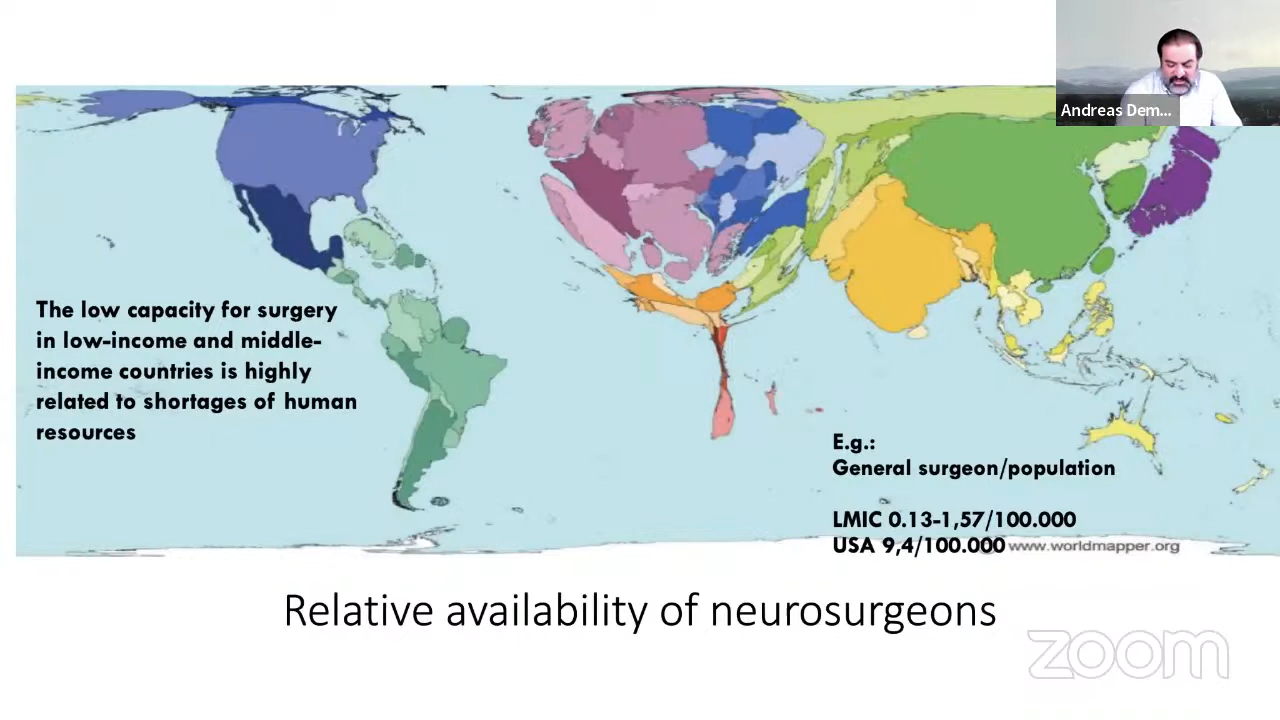 Andreas Dem...
The low capacity for surgery
in low-income and middle-
income countries is highly
related to shortages of human
resources
E.g.:
General surgeon/population
LMIC 0.13-1,57/100.000
USA 9,4/100.000
www.worldmapper.org
Relative availability of neurosurgeons
zoom